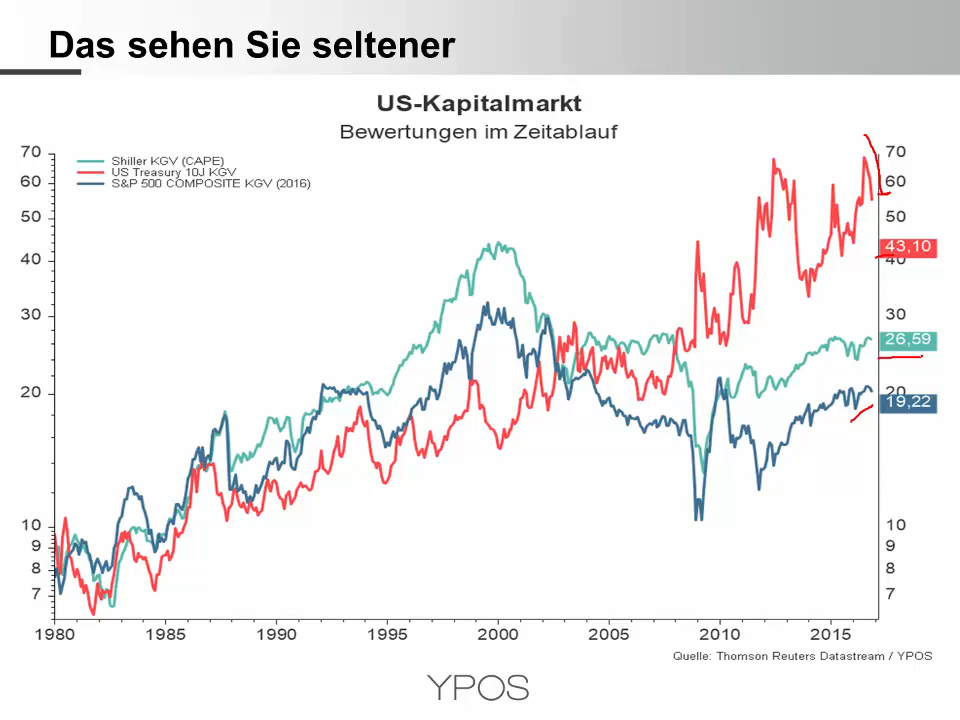 Das sehen Sie seltener
US-Kapitalmarkt
Bewertungen im Zeitablauf
Shiller KGV (CAPE)
US Treasury 10J KGV
S&P 500 COMPOSITE KGV (2016)
70 70
60 60
50 50
43,10
40 40
30 30
26,59
20 20
19,22
10 10
9 9
8 8
7 7
1980 1985 1990 1995 2000 2005 2010 2015
Quelle: Thomson Reuters Datastream / YPOS
YPOS